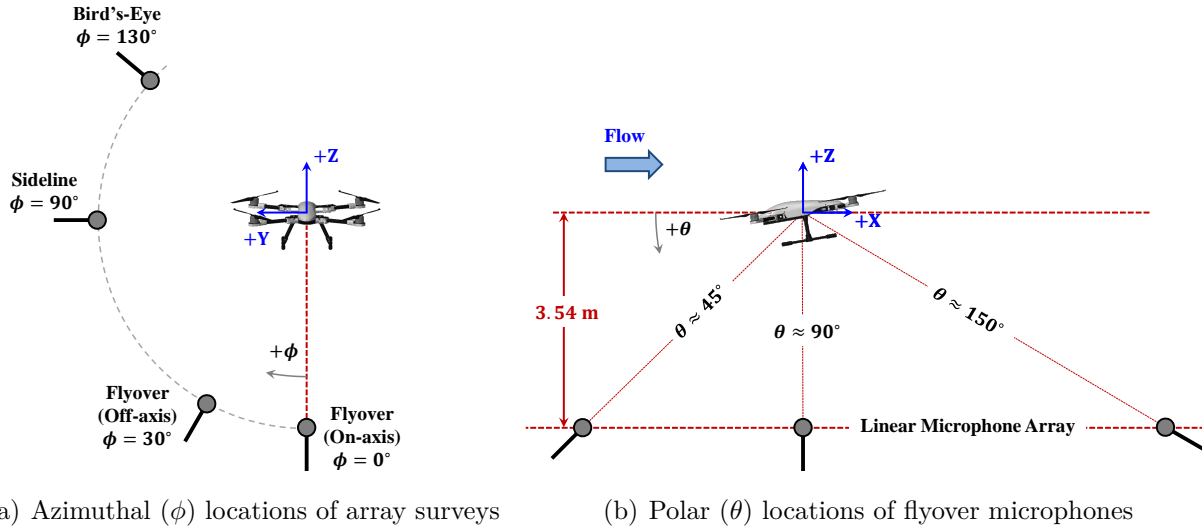 Bird's-Eye
ϕ = 130°
Sideline
ϕ = 90°
+Z
+Y
+ϕ
Flyover
(Off-axis)
ϕ = 30°
Flyover
(On-axis)
ϕ = 0°
Flow
+Z
+X
+θ
3.54 m
θ ≈ 45°
θ ≈ 90°
θ ≈ 150°
Linear Microphone Array
a) Azimuthal (ϕ) locations of array surveys
(b) Polar (θ) locations of flyover microphones